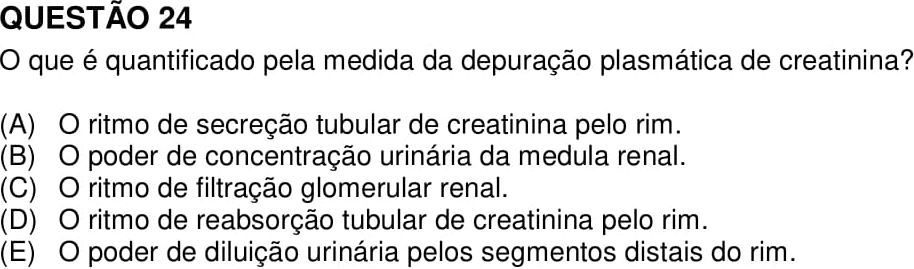 QUESTÃO 24
O que é quantificado pela medida da depuração plasmática de creatinina?
(A) O ritmo de secreção tubular de creatinina pelo rim.
(B) O poder de concentração urinária da medula renal.
(C) O ritmo de filtração glomerular renal.
(D) O ritmo de reabsorção tubular de creatinina pelo rim.
(E) O poder de diluição urinária pelos segmentos distais do rim.